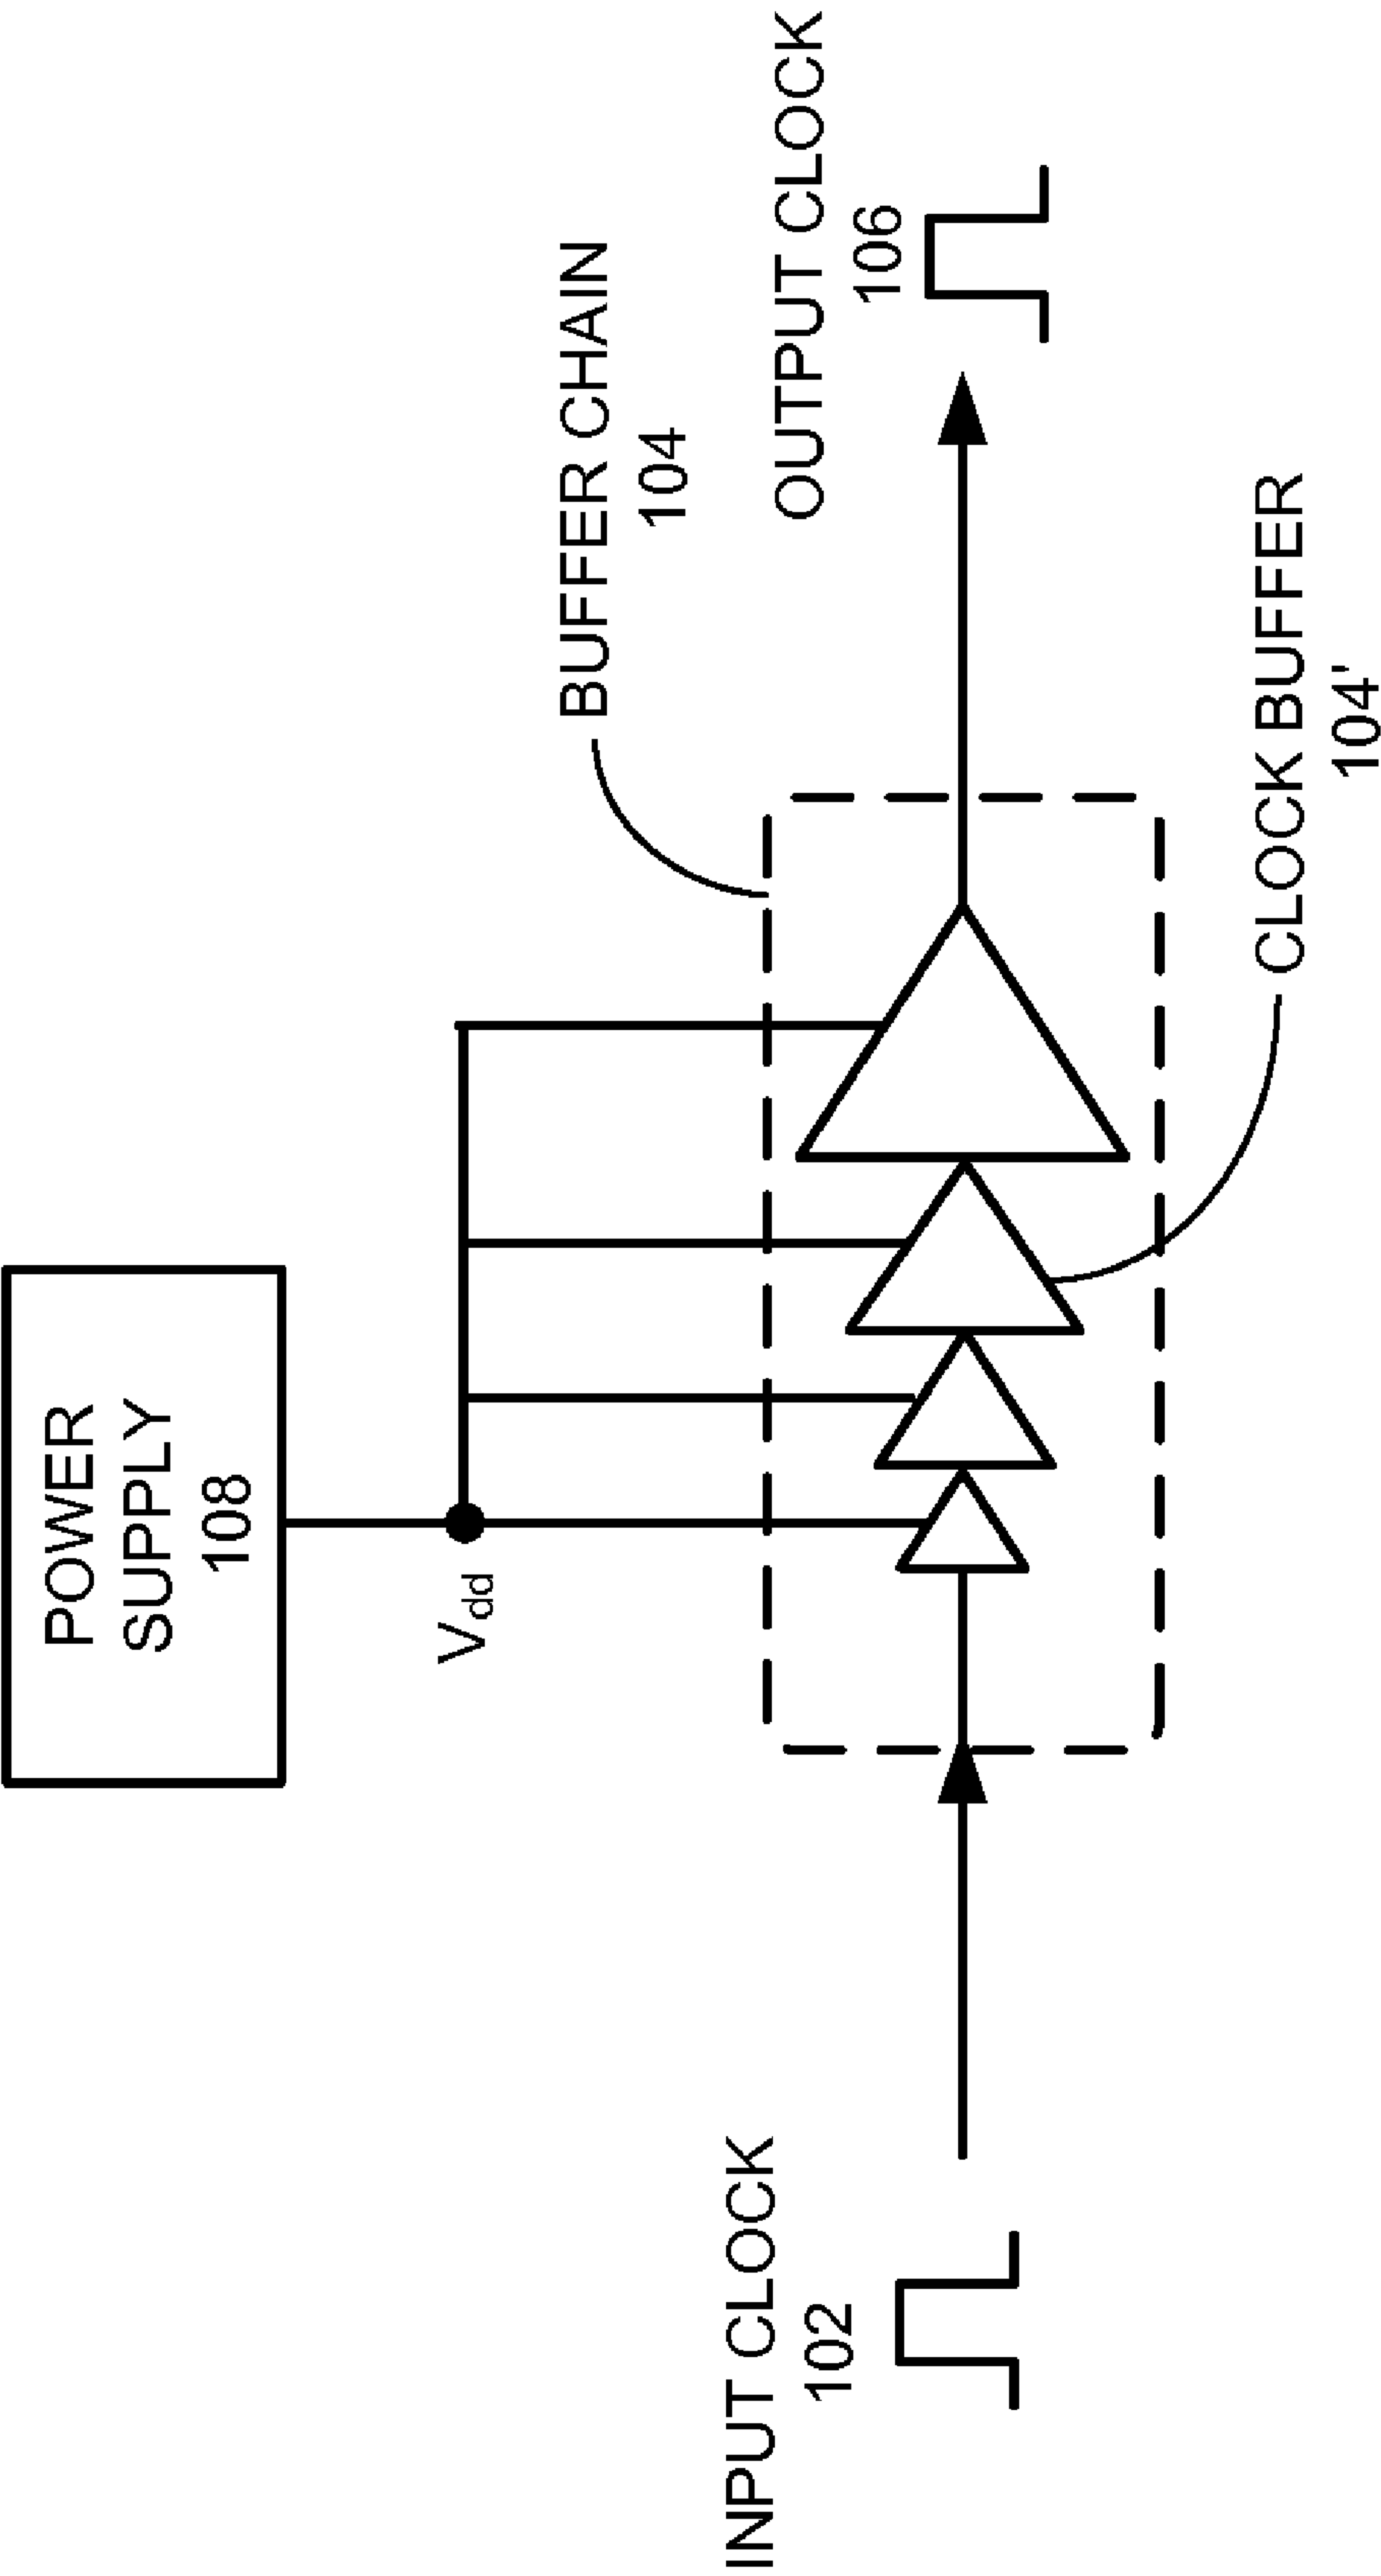 POWER
SUPPLY
108
Vdd
BUFFER CHAIN
104
INPUT CLOCK
102
OUTPUT CLOCK
106
CLOCK BUFFER
104'